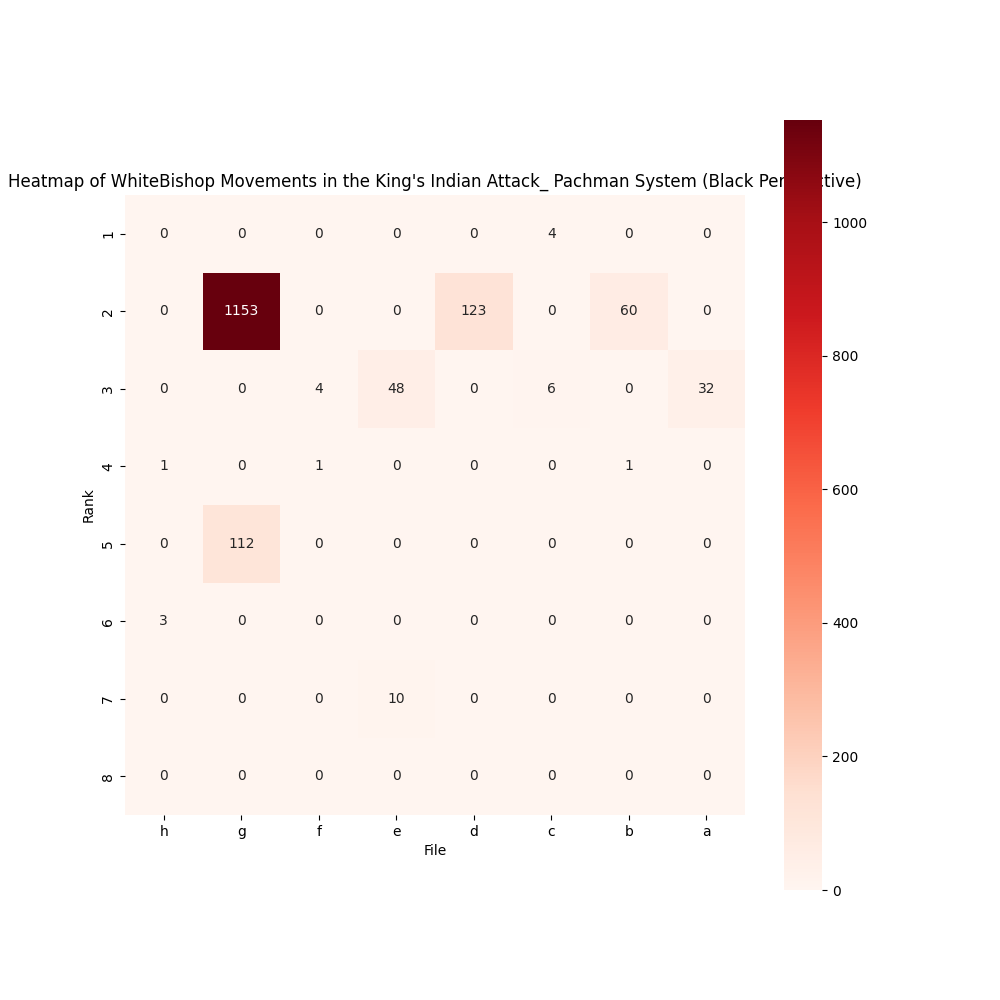 Heatmap of WhiteBishop Movements in the King's Indian Attack_ Pachman System (Black
1000
1 0 0 0 0 0 4 0 0
2 0 1153 0 0 123 0 60 0
800
3 0 0 4 48 0 6 0 32
4 1 0 1 0 0 0 1 0
600
Rank
5 0 112 0 0 0 0 0 0
400
6 3 0 0 0 0 0 0 0
7 0 0 0 10 0 0 0 0
200
8 0 0 0 0 0 0 0 0
h g f e d c b a
File
0